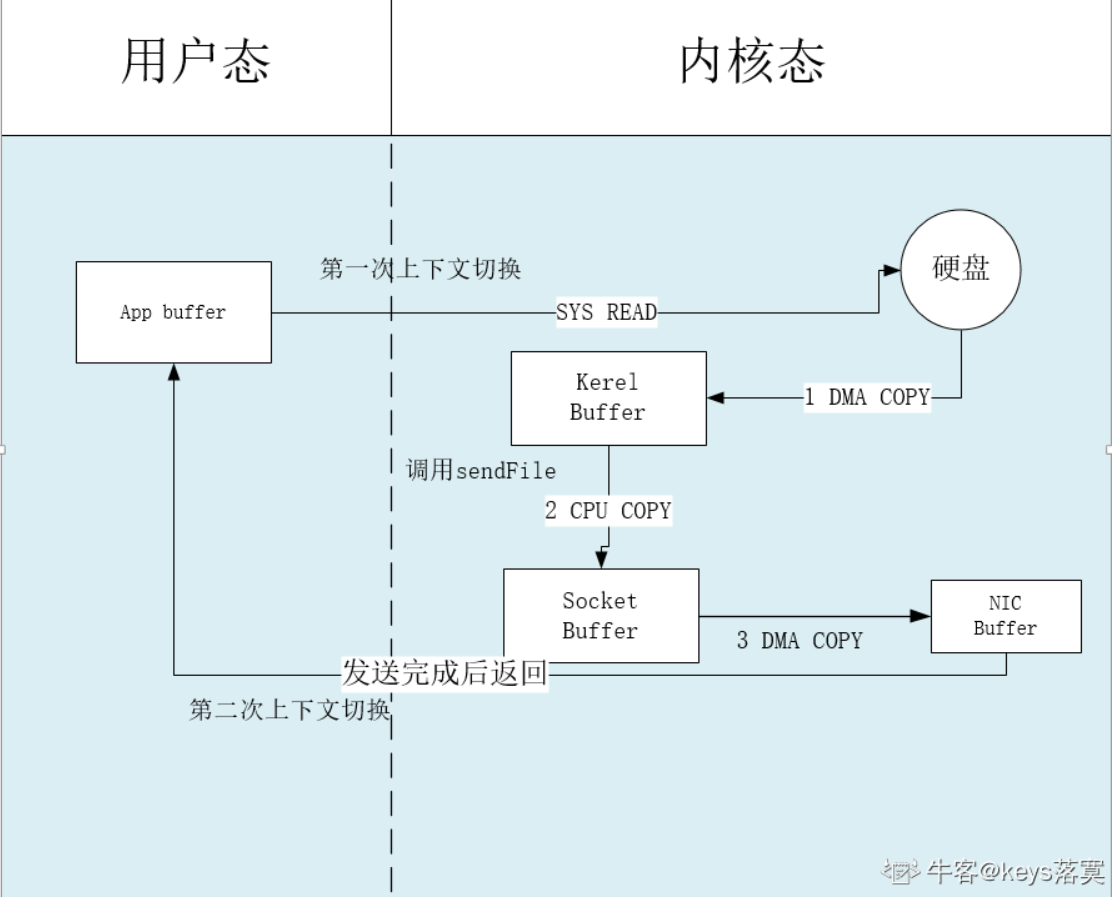 用户态
内核态
第一次上下文切换
硬盘
App buffer
SYS READ
Kerel
Buffer
1 DMA COPY
调用sendFile
2 CPU COPY
Socket
Buffer
NIC
Buffer
3 DMA COPY
发送完成后返回
第二次上下文切换
牛客@keys落寞